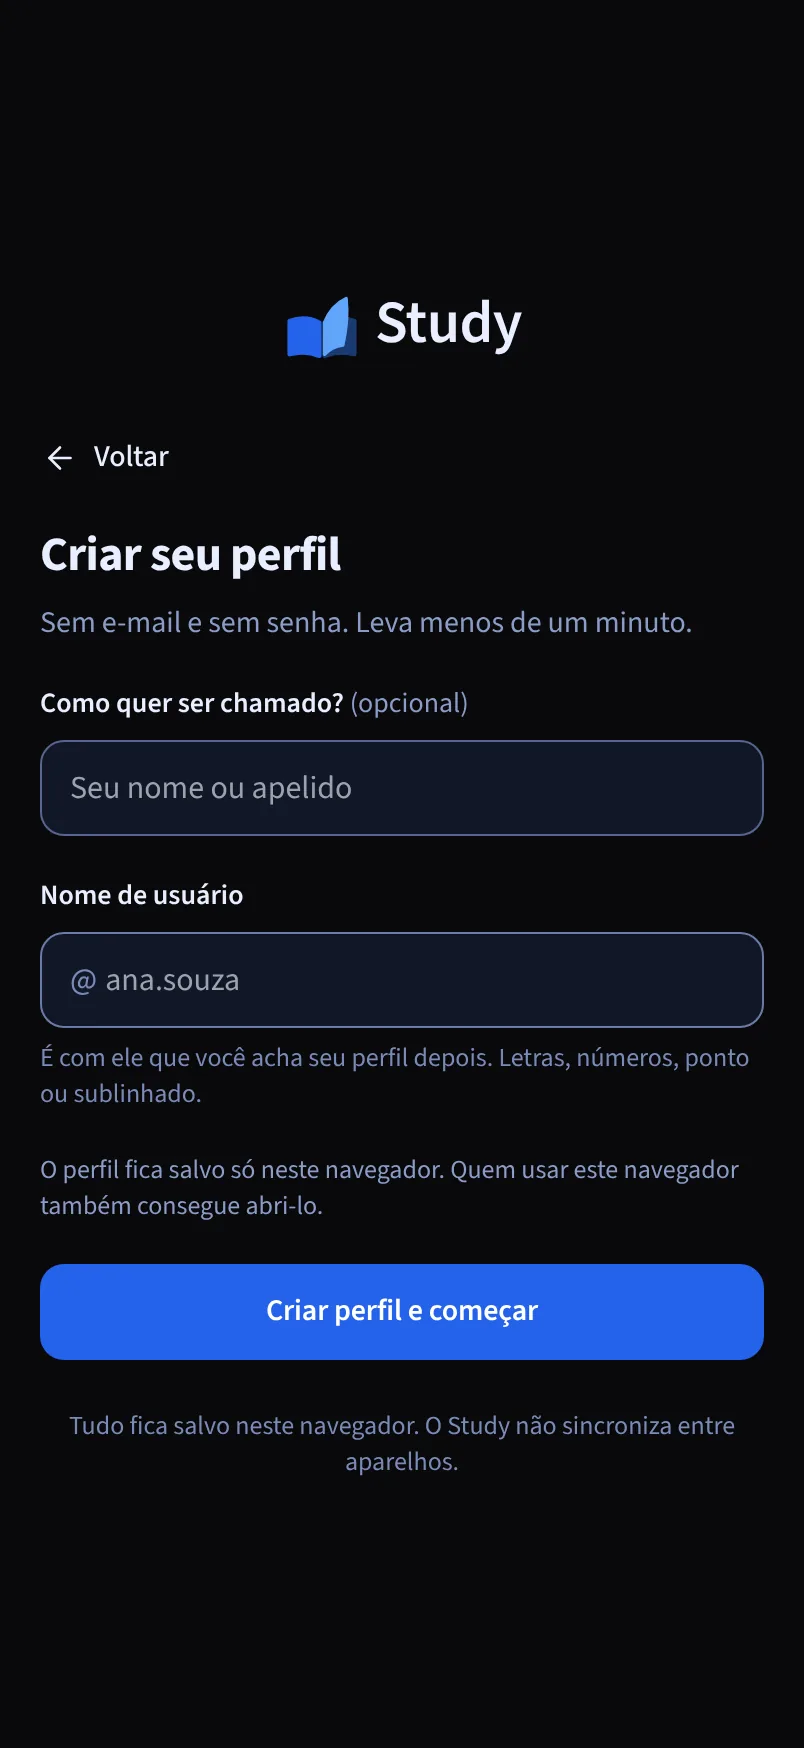 Study
Voltar
Criar seu perfil
Sem e-mail e sem senha. Leva menos de um minuto.
Como quer ser chamado? (opcional)
Seu nome ou apelido
Nome de usuário
@ ana.souza
É com ele que você acha seu perfil depois. Letras, números, ponto
ou sublinhado.
O perfil fica salvo só neste navegador. Quem usar este navegador
também consegue abri-lo.
Criar perfil e começar
Tudo fica salvo neste navegador. O Study não sincroniza entre
aparelhos.